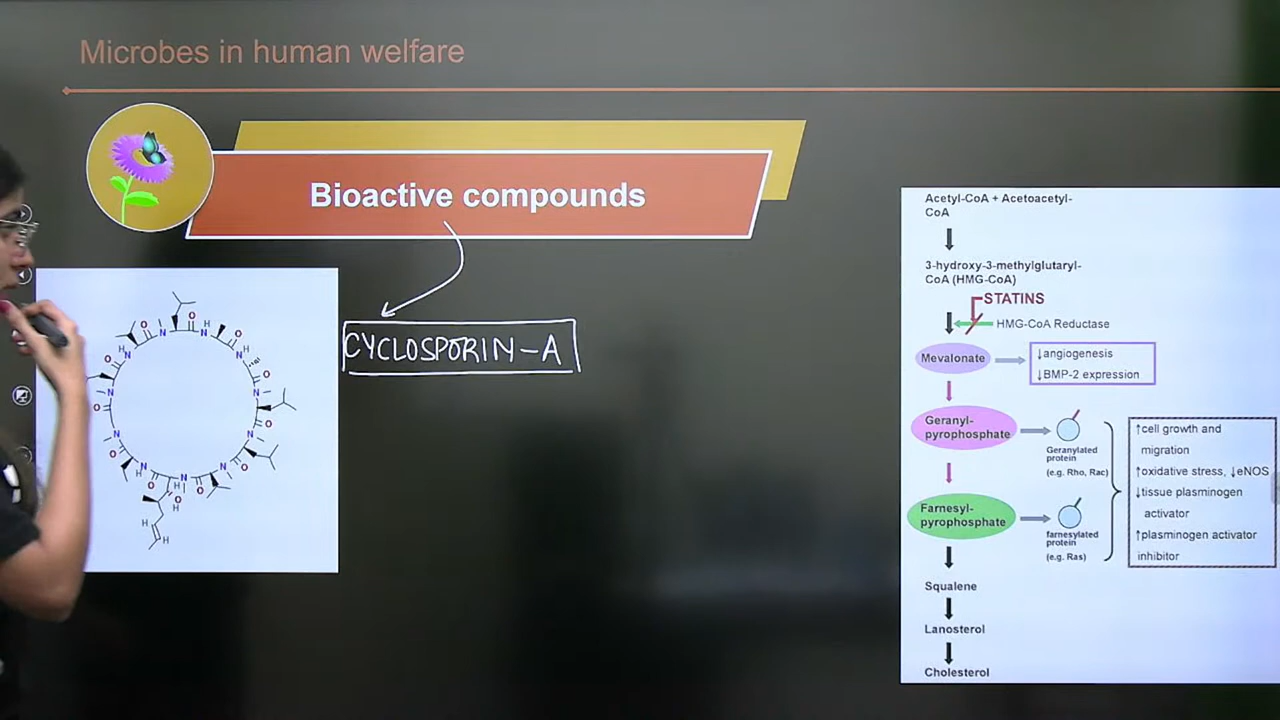 Microbes in human welfare
Bioactive compounds
CYCLOSPORIN-A
Acetyl-CoA + Acetoacetyl-
CoA
3-hydroxy-3-methylglutaryl-
CoA (HMG-CoA)
STATINS
HMG-CoA Reductase
Mevalonate
↓angiogenesis
↓BMP-2 expression
Geranyl-
pyrophosphate
Geranylated
protein
(e.g. Rho, Rac)
↑cell growth and
migration
↑oxidative stress, ↓eNOS
↓tissue plasminogen
activator
↑plasminogen activator
inhibitor
Farnesyl-
pyrophosphate
farnesylated
protein
(e.g. Ras)
Squalene
Lanosterol
Cholesterol